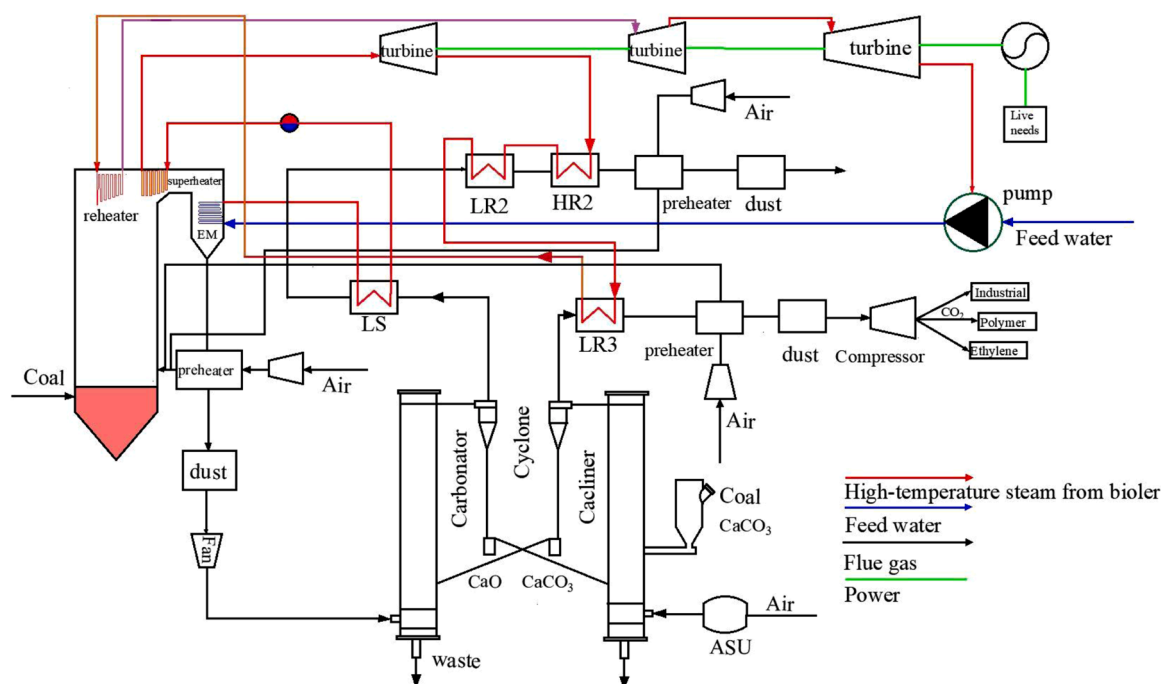 turbine
turbine
turbine
Air
Live
needs
superheater
reheater
EM
LR2
HR2
preheater
dust
pump
Feed water
LS
LR3
preheater
dust
Compressor
CO2
Industrial
Polymer
Ethylene
Coal
preheater
Air
Air
dust
Fan
Carbonator
Cyclone
Cacliner
Coal
CaCO3
CaO
CaCO3
Air
ASU
waste
High-temperature steam from bioler
Feed water
Flue gas
Power